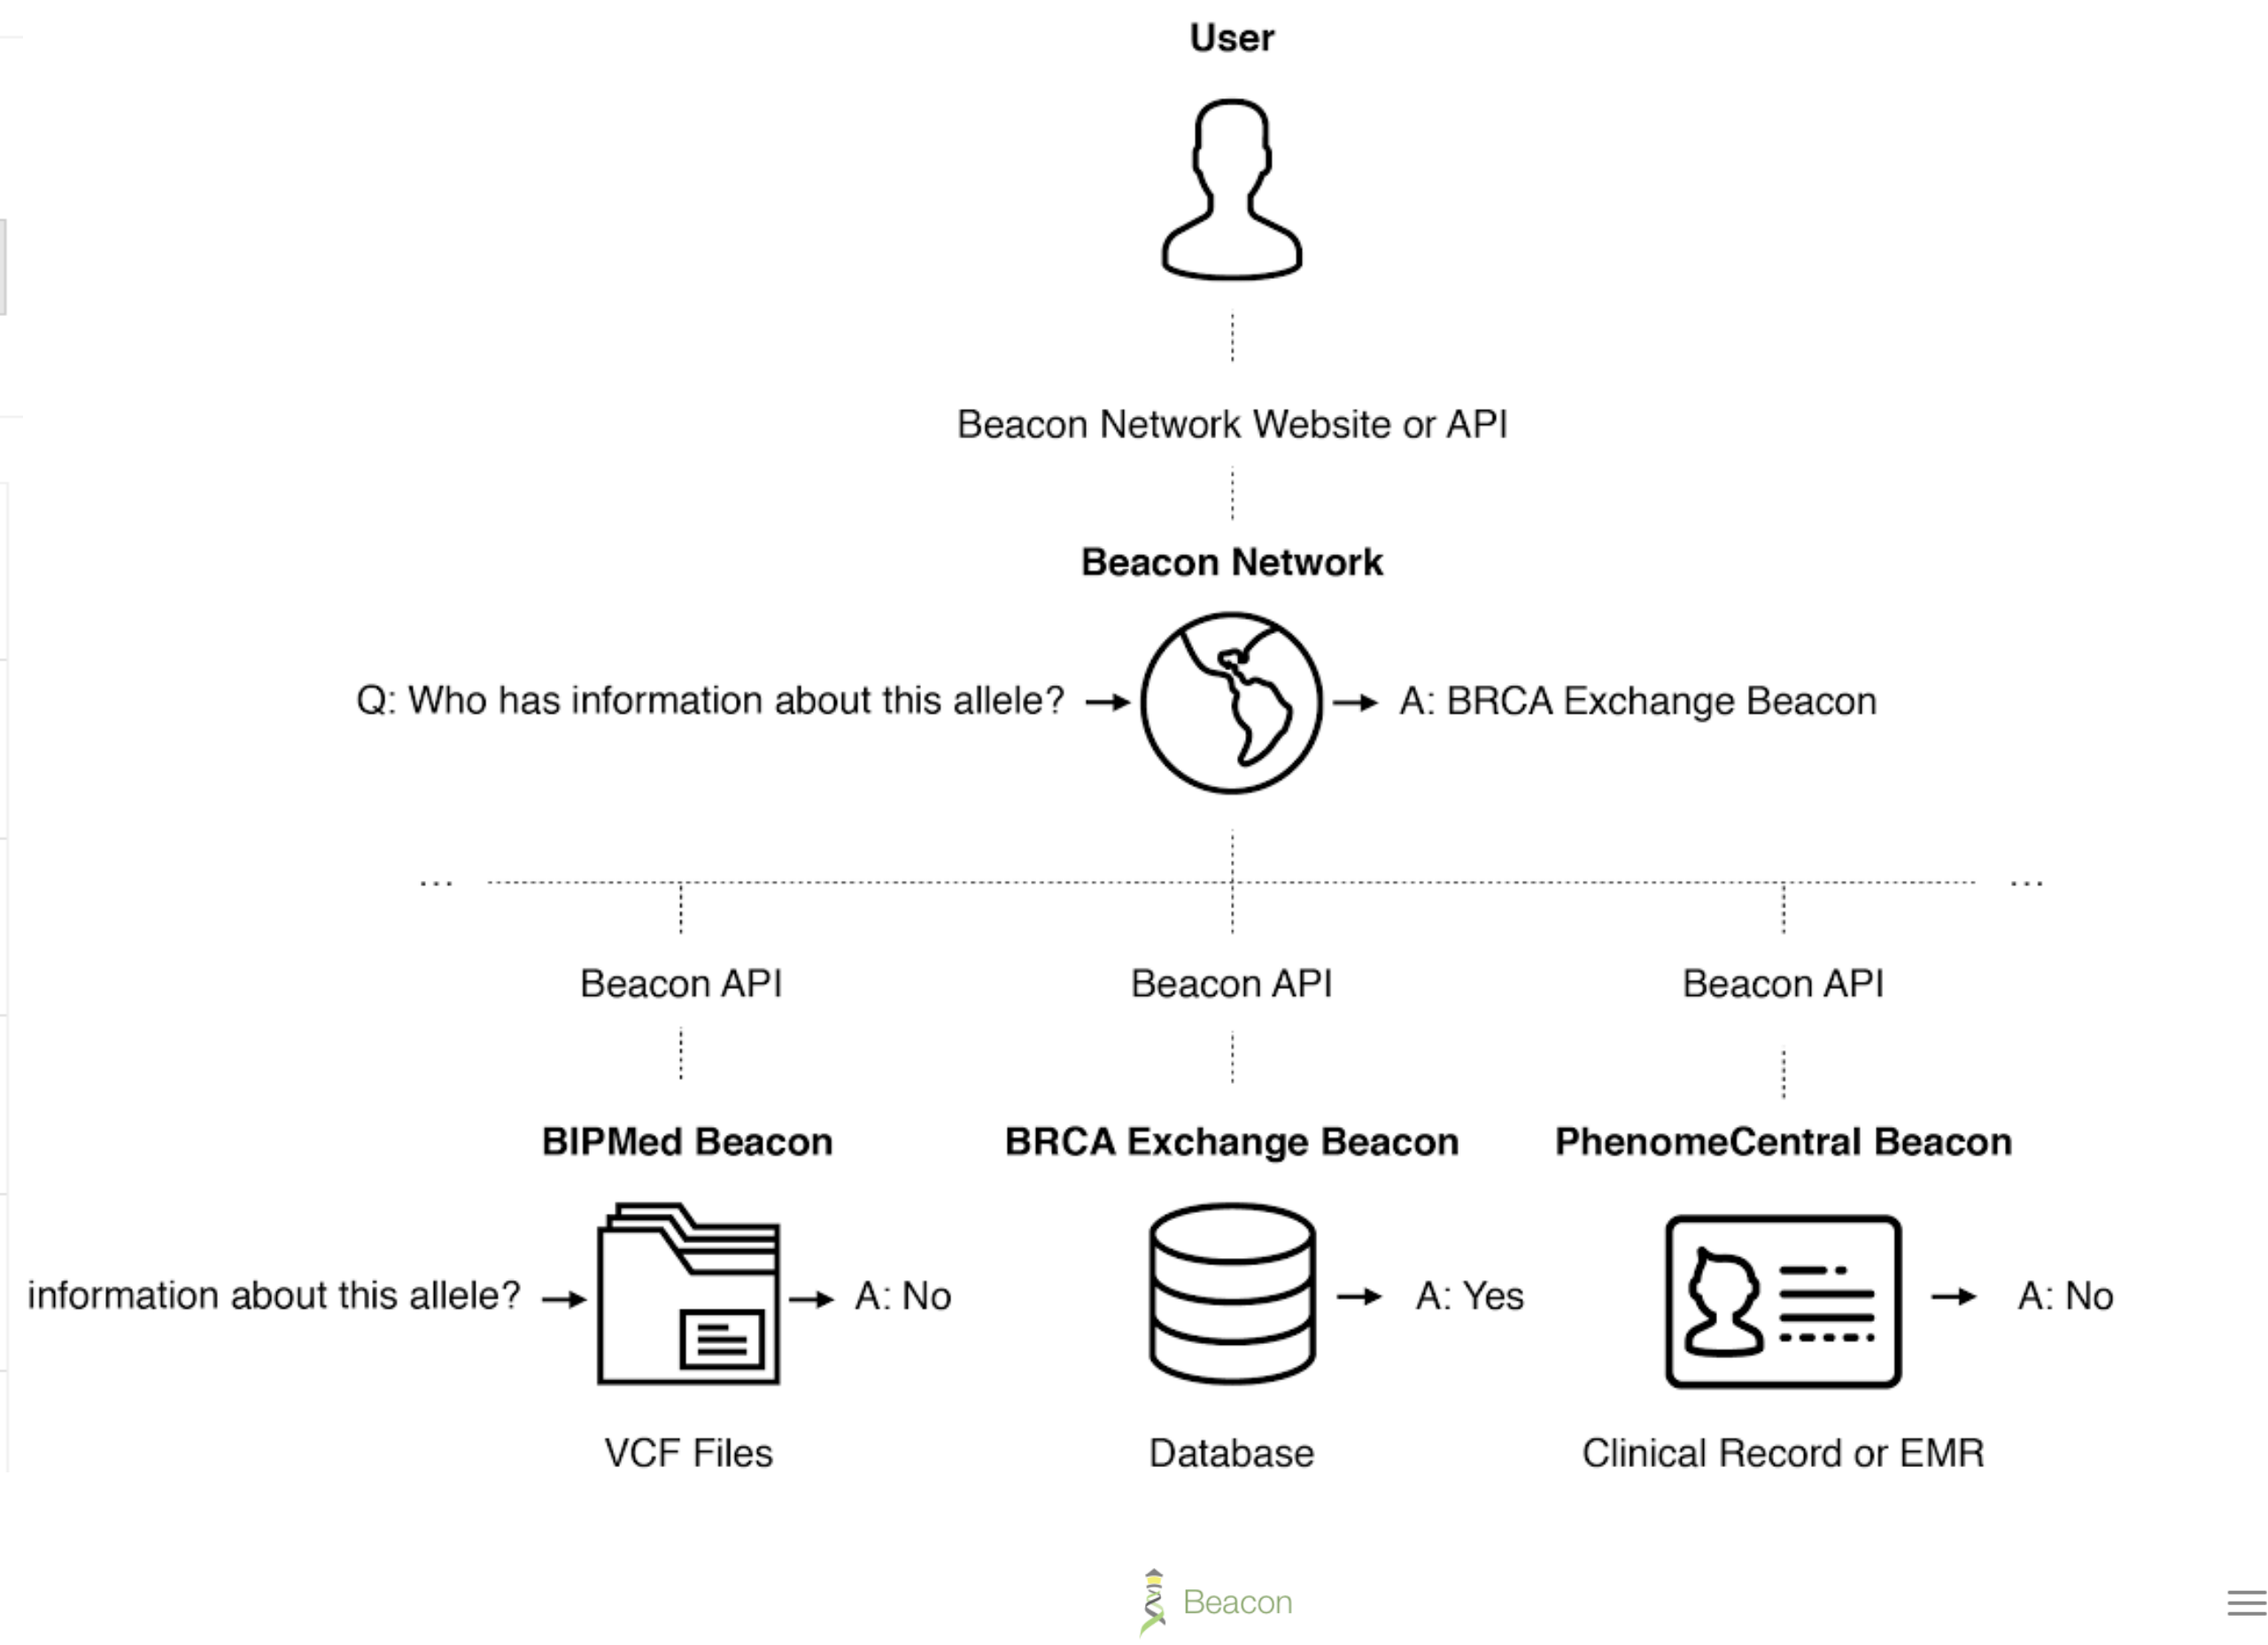 User
Beacon Network Website or API
Beacon Network
Q: Who has information about this allele? → A: BRCA Exchange Beacon
... ...
Beacon API Beacon API Beacon API
BIPMed Beacon BRCA Exchange Beacon PhenomeCentral Beacon
information about this allele? → A: No → A: Yes → A: No
VCF Files Database Clinical Record or EMR
Beacon